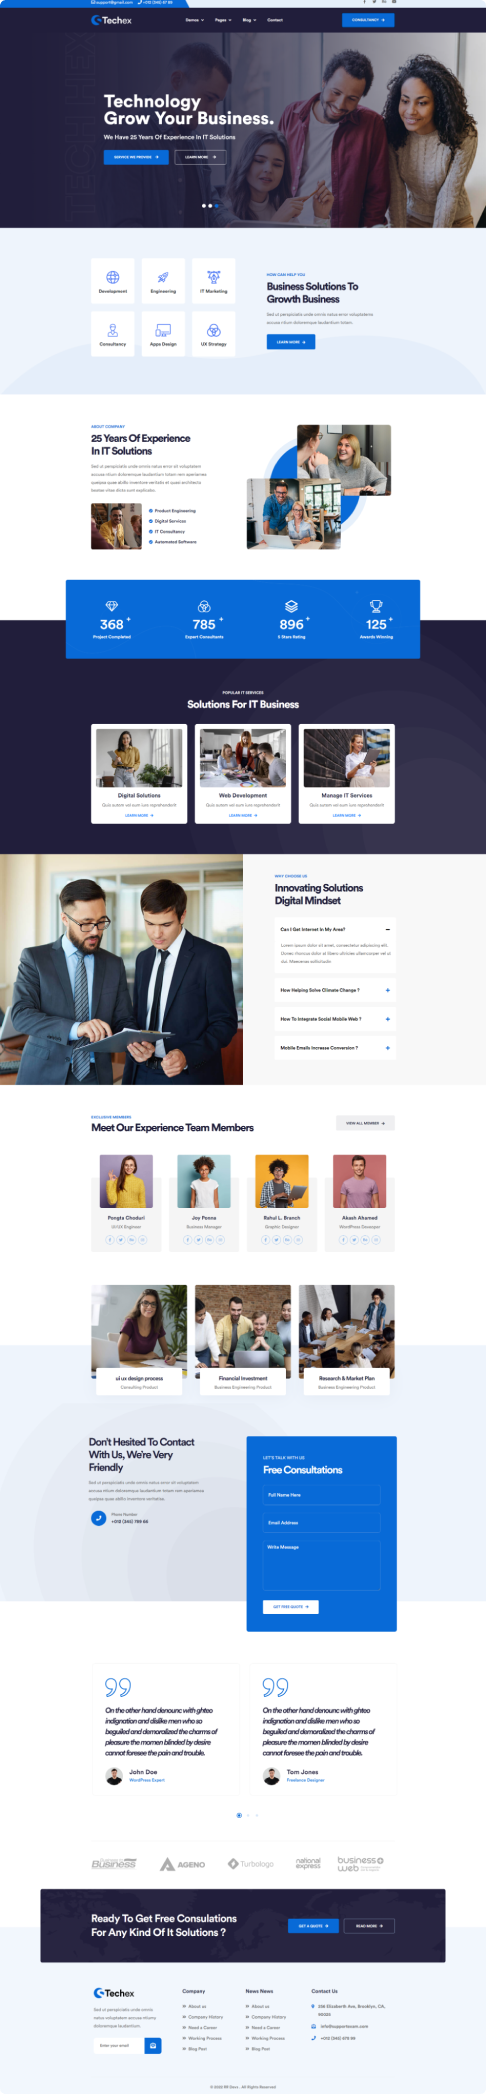 support@gmail.com +012 (345) 67 89
Techex
Demos Pages Blog Contact
CONSULTANCY
Technology
Grow Your Business.
We Have 25 Years Of Experience In IT Solutions
SERVICE WE PROVIDE LEARN MORE
Development Engineering IT Marketing
Consultancy Apps Design UX Strategy
HOW CAN HELP YOU
Business Solutions To
Growth Business
Sed ut perspiciatis unde omnis natus error voluptatems
accusa ntium doloremque laudantium totam.
LEARN MORE
ABOUT COMPANY
25 Years Of Experience
In IT Solutions
Sed ut perspiciatis unde omnis natus error sit voluptatem
accusa ntium doloremque laudantium totam rem aperiamea
queipsa quae abillo inventore veritatis et quasi architecto
beatae vitae dicta sunt explicabo.
Product Engineering
Digital Services
IT Consultancy
Automated Software
368 +
Project Completed
785 +
Expert Consultants
896 +
5 Stars Rating
125 +
Awards Winning
POPULAR IT SERVICES
Solutions For IT Business
Digital Solutions
Quis autem vel eum iure reprehenderit
LEARN MORE
Web Development
Quis autem vel eum iure reprehenderit
LEARN MORE
Manage IT Services
Quis autem vel eum iure reprehenderit
LEARN MORE
WHY CHOOSE US
Innovating Solutions
Digital Mindset
Can I Get Internet In My Area?
Lorem ipsum dolor sit amet, consectetur adipiscing elit.
Donec rhoncus dolor at libero ultricies ullamcorper vel ut
dui. Maecenas sollicitudin
How Helping Solve Climate Change ?
How To Integrate Social Mobile Web ?
Mobile Emails Increase Conversion ?
EXCLUSIVE MEMBERS
Meet Our Experience Team Members
VIEW ALL MEMBER
Pongta Choduri
UI/UX Engineer
Joy Ponna
Business Manager
Rahul L. Branch
Graphic Designer
Akash Ahamed
WordPress Developer
ui ux design process
Consulting Product
Financial Investment
Business Engineering Product
Research & Market Plan
Business Engineering Product
Don't Hesited To Contact
With Us, We're Very
Friendly
Sed ut perspiciatis unde omnis natus error sit voluptatem
accusa ntium doloremque laudantium totam rem aperiamea
queipsa quae abillo inventore veritatis.
Phone Number
+012 (345) 789 66
LET'S TALK WITH US
Free Consultations
Full Name Here
Email Address
Write Message
GET FREE QUOTE
On the other hand denounc with ghteo
indignation and dislike men who so
beguiled and demoralized the charms of
pleasure the momen blinded by desire
cannot foresee the pain and trouble.
John Doe
WordPress Expert
On the other hand denounc with ghteo
indignation and dislike men who so
beguiled and demoralized the charms of
pleasure the momen blinded by desire
cannot foresee the pain and trouble.
Tom Jones
Freelance Designer
Business
AGENO
Turbologo
national
express
business
web
Ready To Get Free Consulations
For Any Kind Of It Solutions ?
GET A QUOTE READ MORE
Techex
Sed ut perspiciatis unde omnis
natus voluptatem accusa ntiums
doloremque laudantium.
Enter your email
Company
About us
Company History
Need a Career
Working Process
Blog Post
News News
About us
Company History
Need a Career
Working Process
Blog Post
Contact Us
256 Elizabeth Ave, Brooklyn, CA,
90025
+012 (345) 678 99
All Rights Reserved